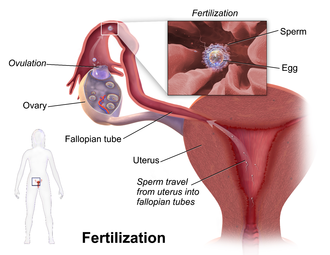 Fertilization
Sperm
Egg
Ovulation
Ovary
Fallopian tube
Uterus
Sperm travel
from uterus into
fallopian tubes
Fertilization